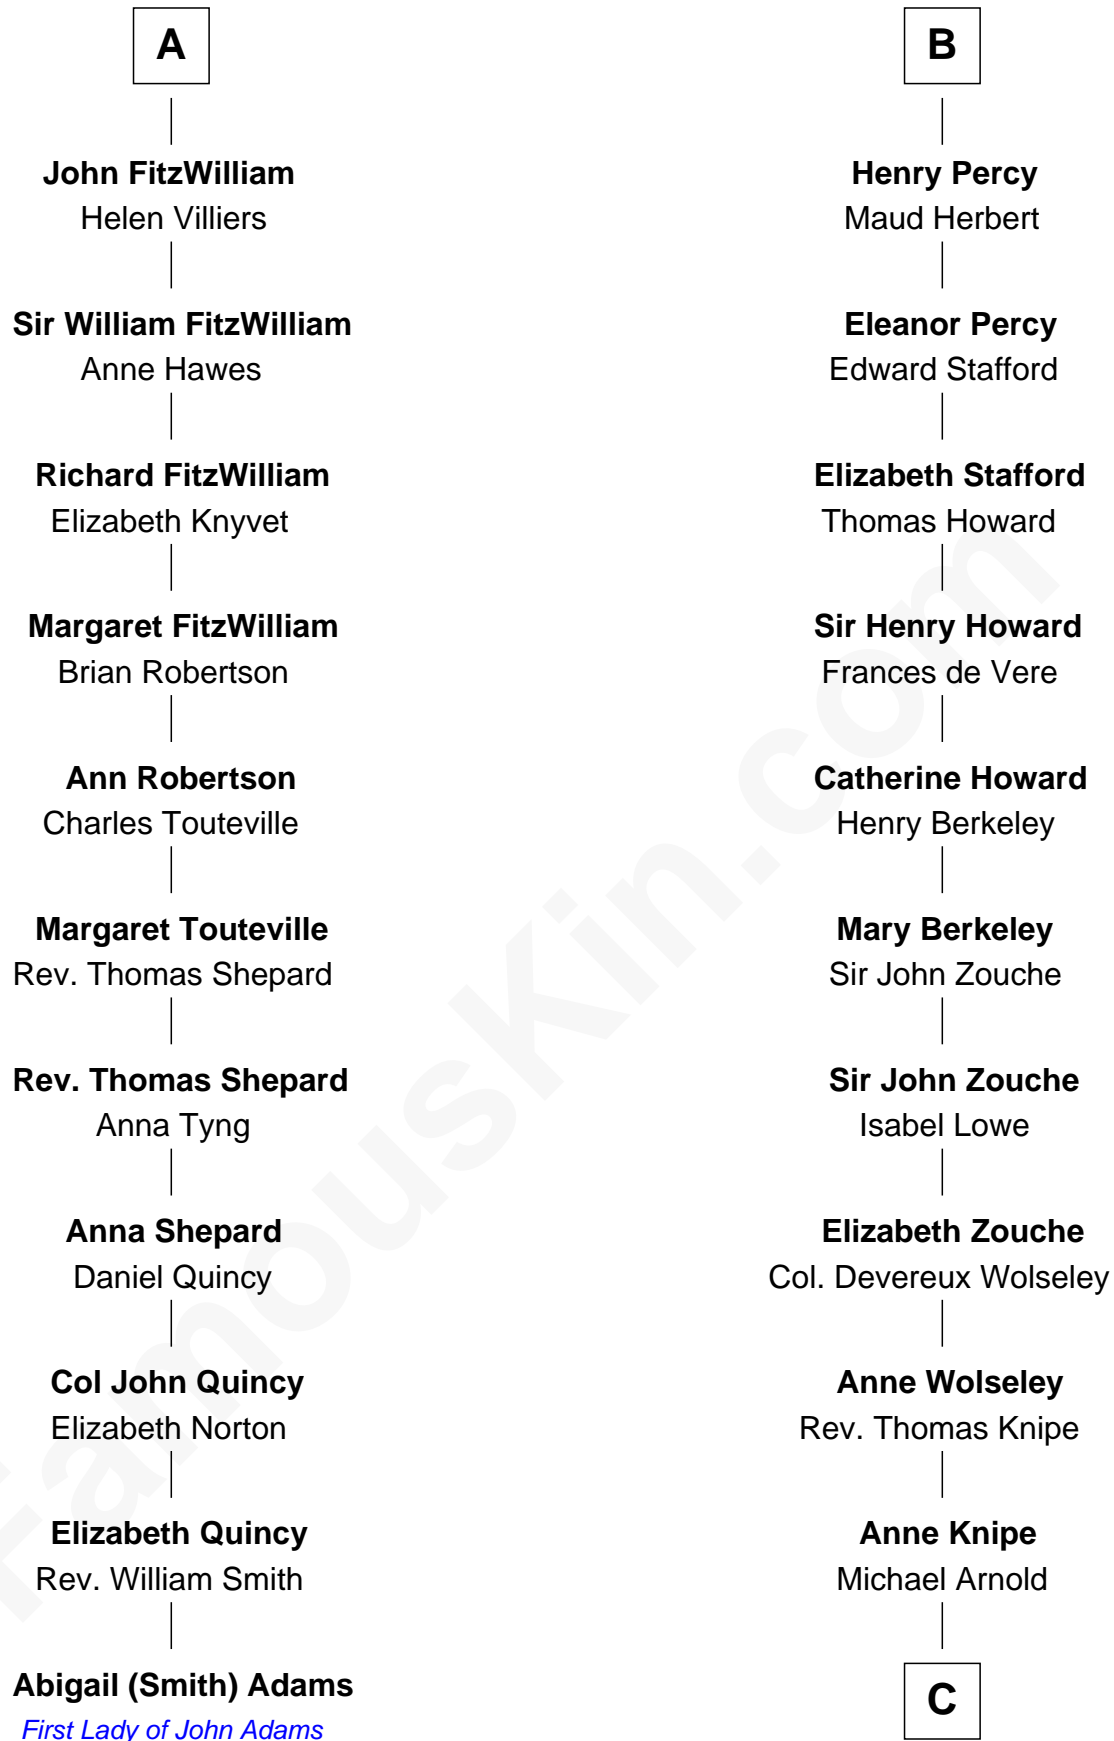 A
John FitzWilliam
Helen Villiers
Sir William FitzWilliam
Anne Hawes
Richard FitzWilliam
Elizabeth Knyvet
Margaret FitzWilliam
Brian Robertson
Ann Robertson
Charles Touteville
Margaret Touteville
Rev. Thomas Shepard
Rev. Thomas Shepard
Anna Tyng
Anna Shepard
Daniel Quincy
Col John Quincy
Elizabeth Norton
Elizabeth Quincy
Rev. William Smith
Abigail (Smith) Adams
First Lady of John Adams
B
Henry Percy
Maud Herbert
Eleanor Percy
Edward Stafford
Elizabeth Stafford
Thomas Howard
Sir Henry Howard
Frances de Vere
Catherine Howard
Henry Berkeley
Mary Berkeley
Sir John Zouche
Sir John Zouche
Isabel Lowe
Elizabeth Zouche
Col. Devereux Wolseley
Anne Wolseley
Rev. Thomas Knipe
Anne Knipe
Michael Arnold
C
FamousKin.com